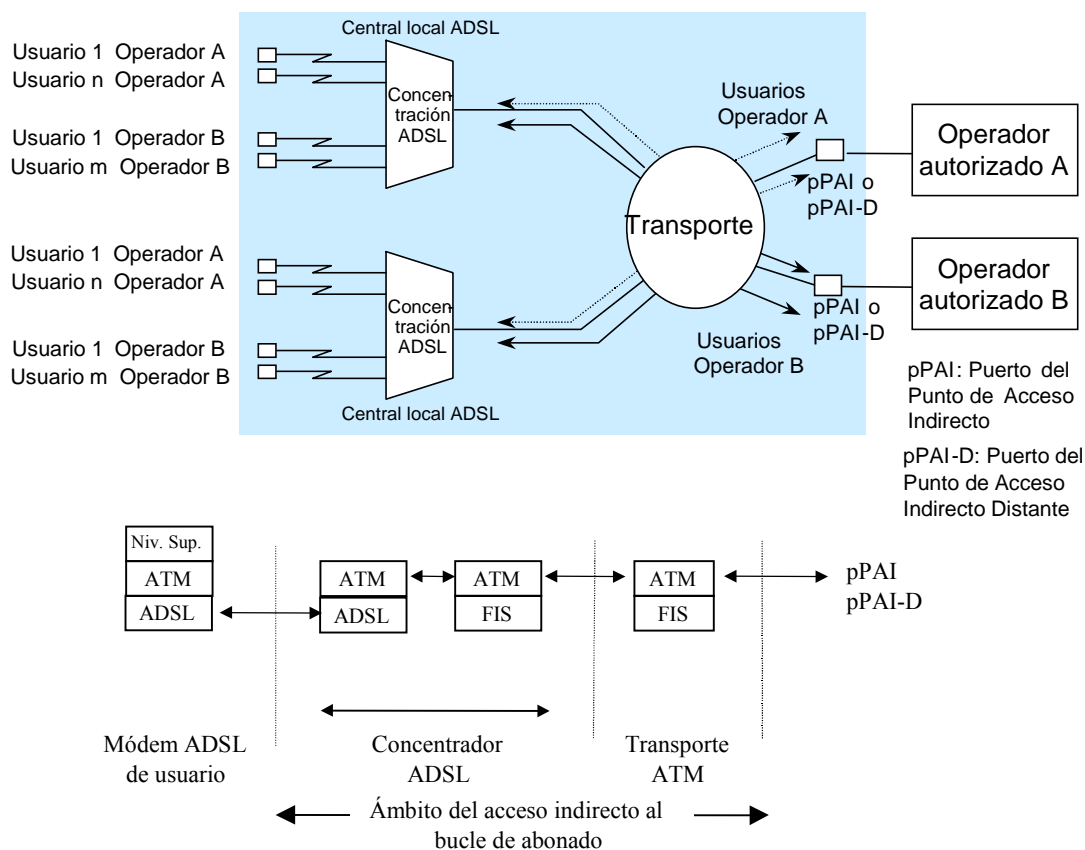 Central local ADSL
Usuario 1 Operador A
Usuario n Operador A
Usuario 1 Operador B
Usuario m Operador B
Concen-
tración
ADSL
Usuarios
Operador A
pPAI o
pPAI-D
Operador
autorizado A
Transporte
Usuario 1 Operador A
Usuario n Operador A
Usuario 1 Operador B
Usuario m Operador B
Concen-
tración
ADSL
Central local ADSL
pPAI o
pPAI-D
Usuarios
Operador B
Operador
autorizado B
pPAI: Puerto del
Punto de Acceso
Indirecto
pPAI-D: Puerto del
Punto de Acceso
Indirecto Distante
Niv. Sup.
ATM
ADSL
ATM
ADSL
ATM
FIS
ATM
FIS
pPAI
pPAI-D
Módem ADSL
de usuario
Concentrador
ADSL
Transporte
ATM
Ámbito del acceso indirecto al
bucle de abonado